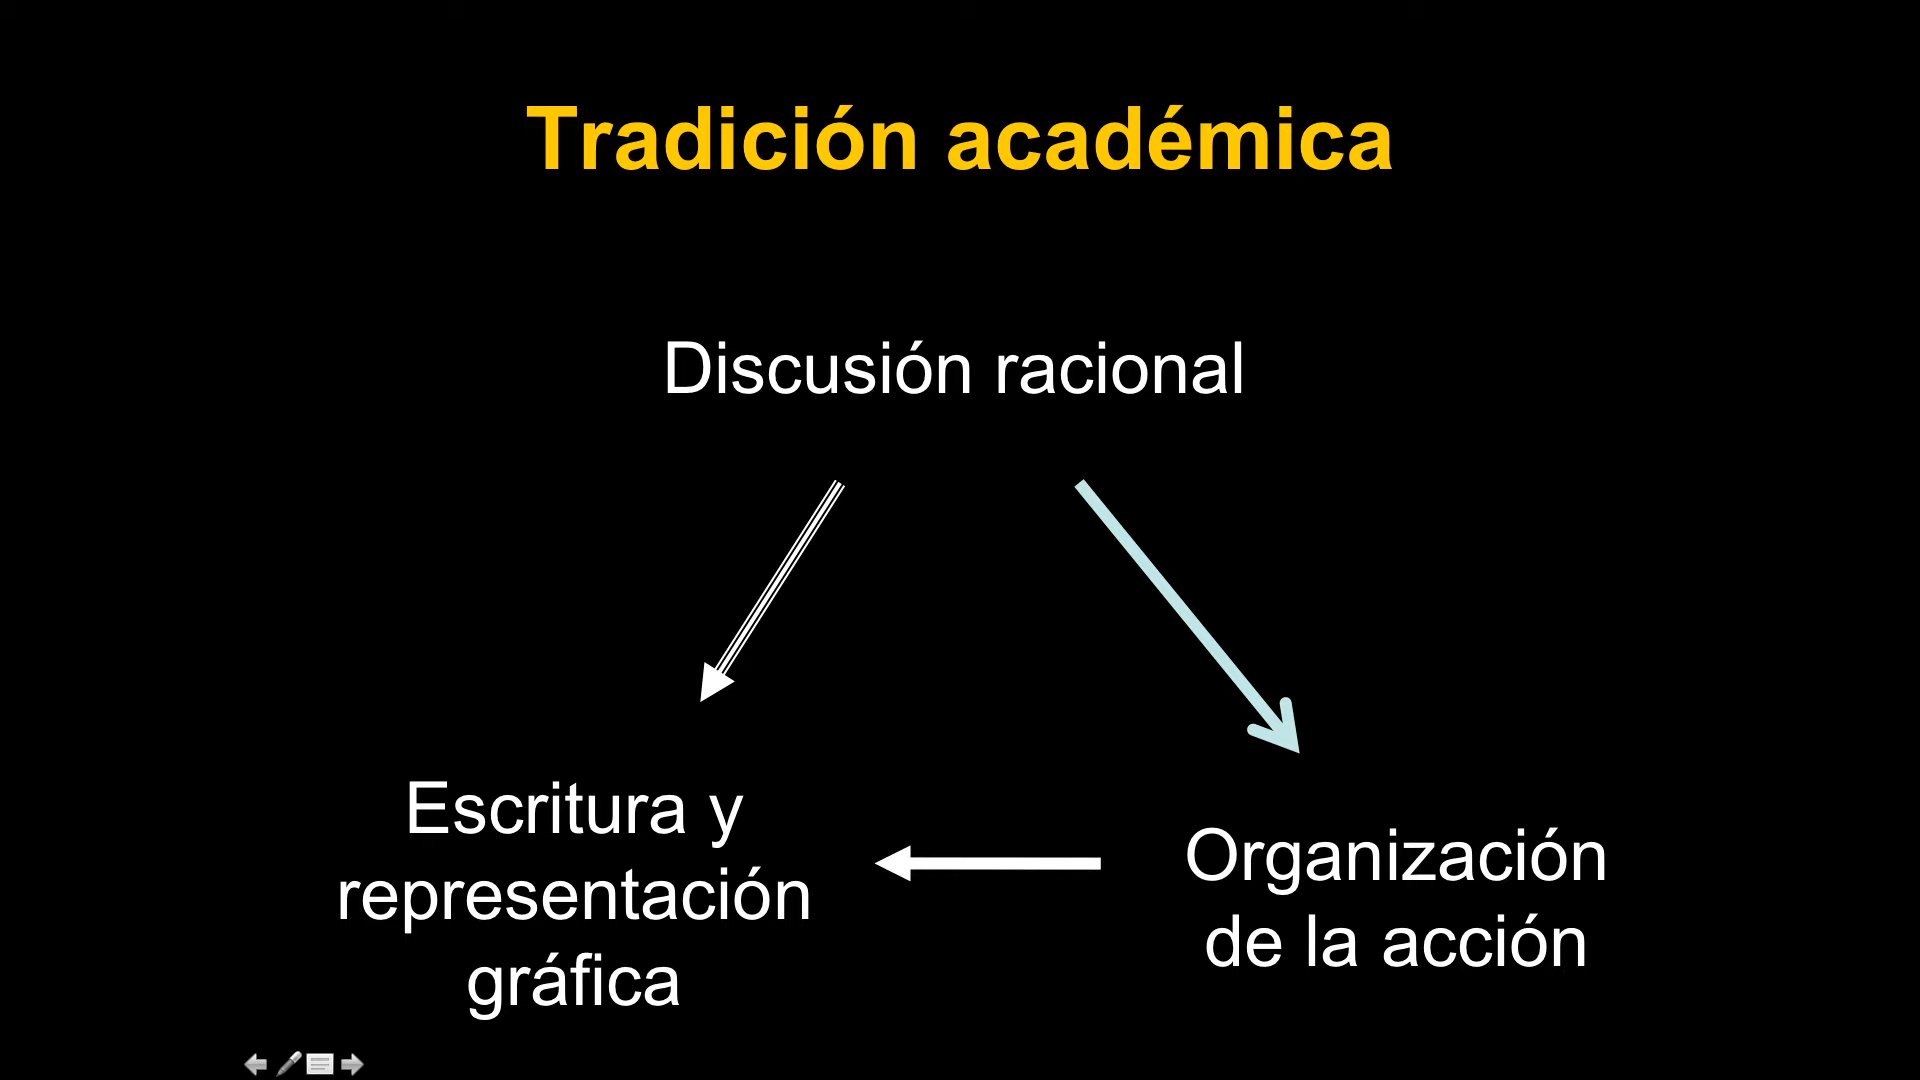 Tradición académica
Discusión racional
Escritura y
representación
gráfica
Organización
de la acción